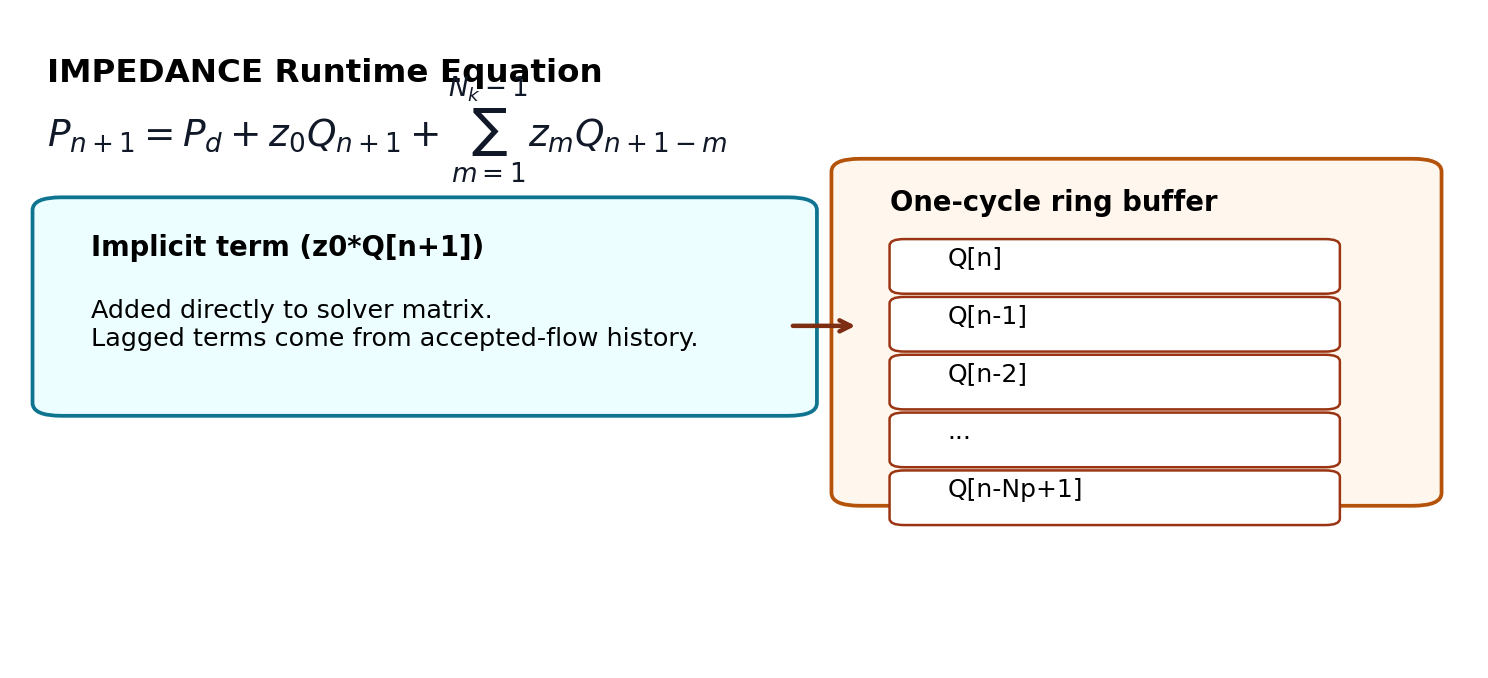 IMPEDANCE Runtime Equation
$P_{n+1} = P_d + z_0 Q_{n+1} + \sum_{m=1}^{N_k-1} z_m Q_{n+1-m}$
Implicit term (z0*Q[n+1])
Added directly to solver matrix.
Lagged terms come from accepted-flow history.
One-cycle ring buffer
Q[n]
Q[n-1]
Q[n-2]
...
Q[n-Np+1]